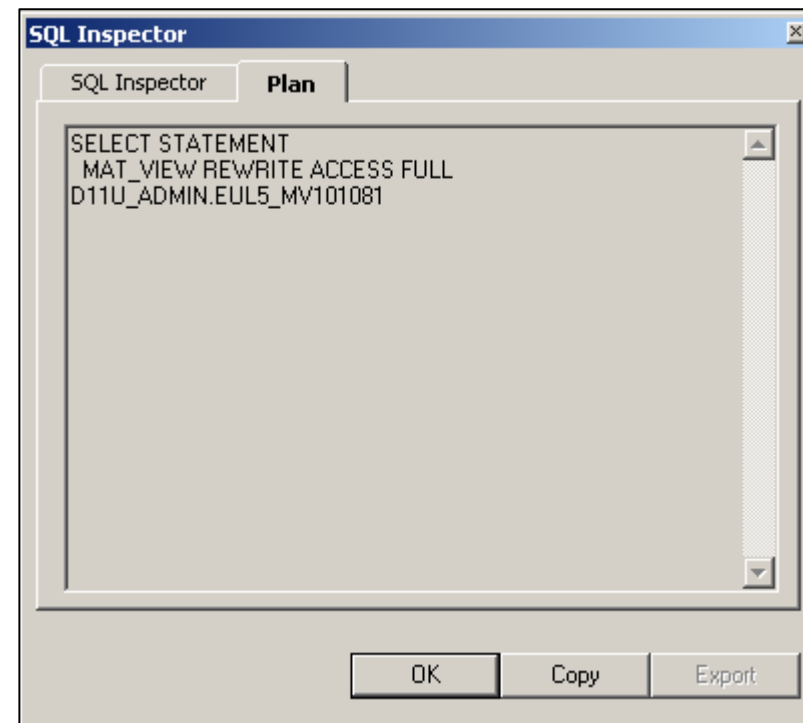 SQL Inspector
SQL Inspector
Plan
SELECT STATEMENT
MAT_VIEW REWRITE ACCESS FULL
D11U_ADMIN.EUL5_MV101081
OK
Copy
Export